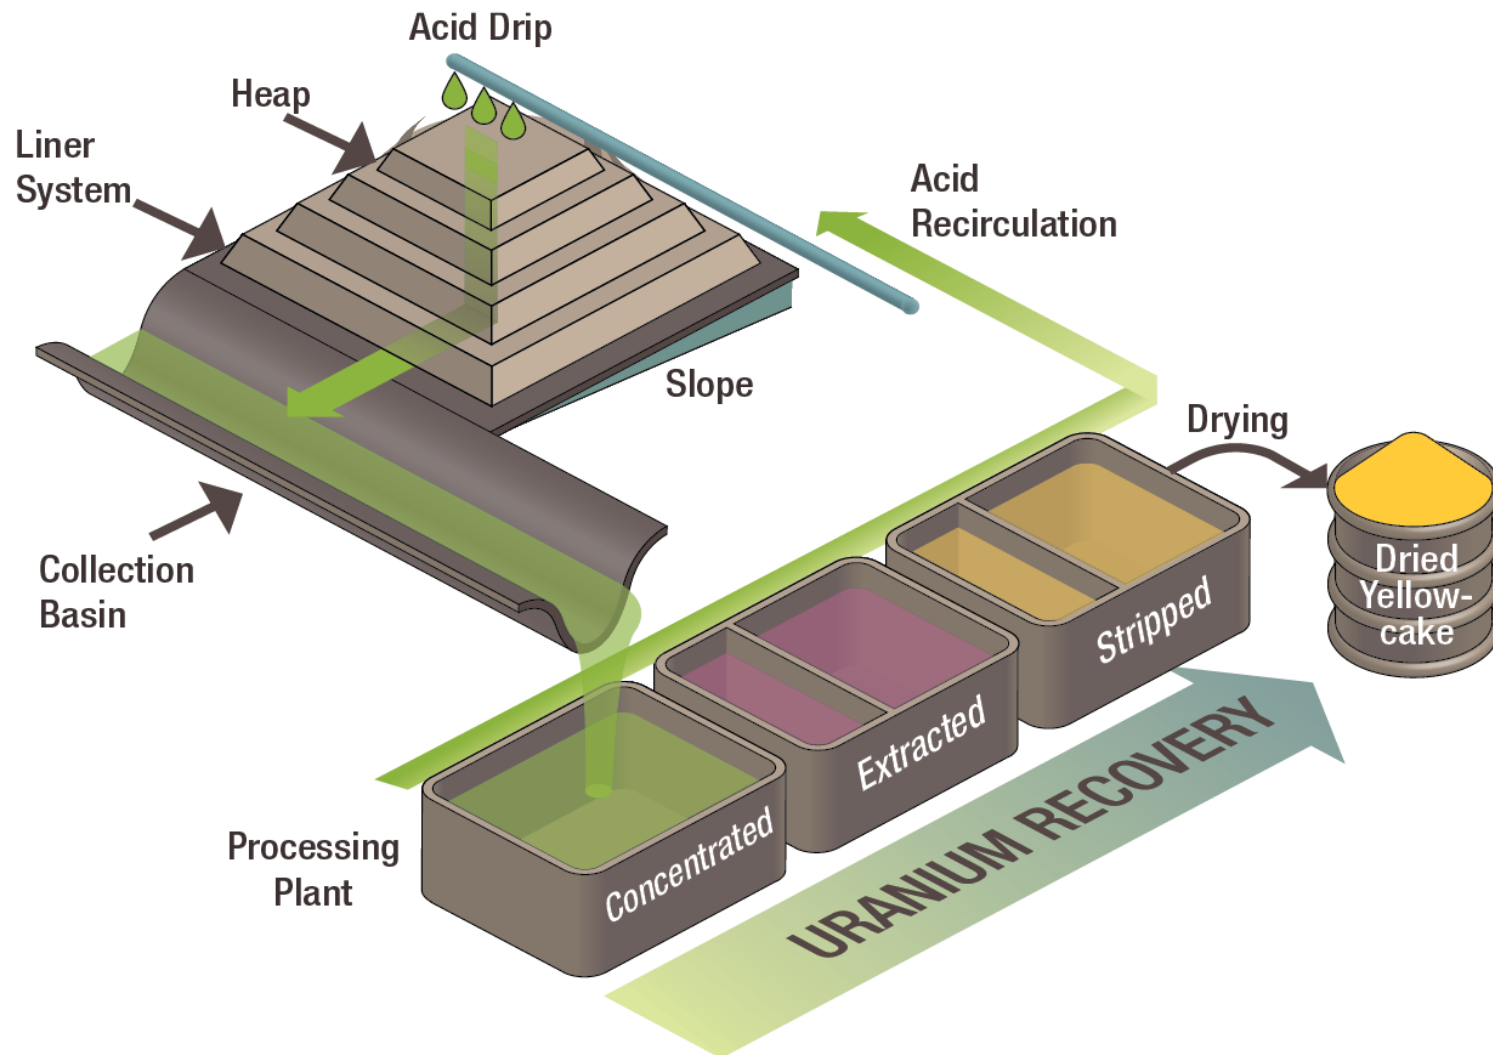 Acid Drip
Heap
Liner
System
Acid
Recirculation
Slope
Drying
Collection
Basin
Dried
Yellow-
cake
Stripped
Extracted
Concentrated
Processing
Plant
URANIUM RECOVERY